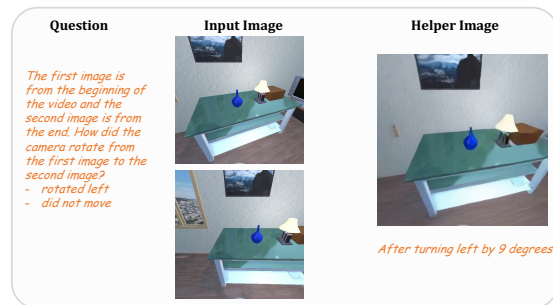 Question
Input Image
Helper Image
The first image is
from the beginning of
the video and the
second image is from
the end. How did the
camera rotate from
the first image to the
second image?
- rotated left
- did not move
After turning left by 9 degrees